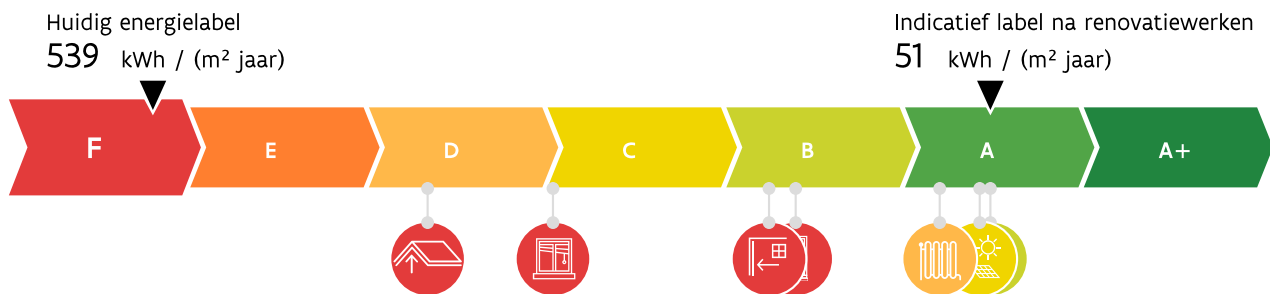 Huidig energielabel
539 kWh / (m² jaar)
Indicatief label na renovatiewerken
51 kWh / (m² jaar)
F E D C B A A+